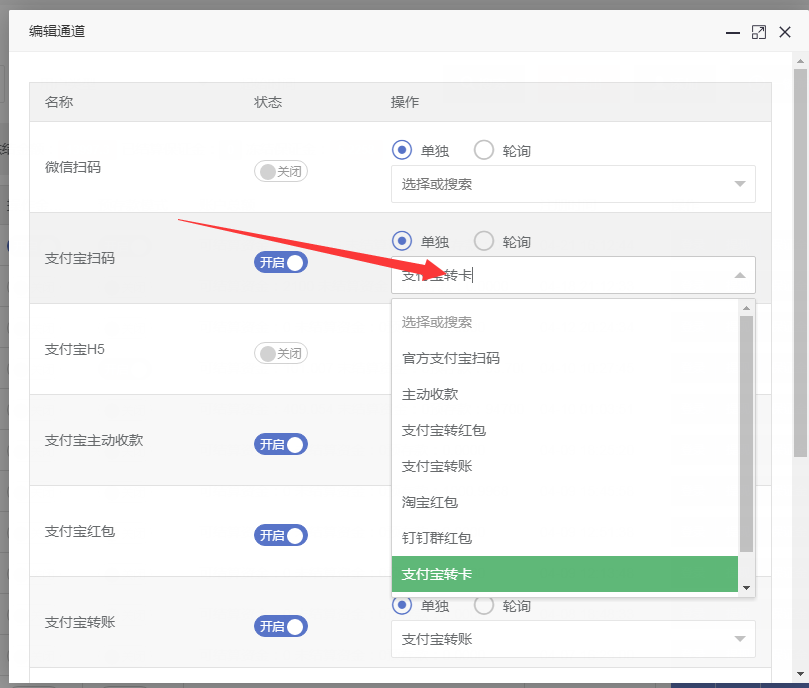 编辑通道
名称 状态 操作
微信扫码 关闭 单独 轮询
选择或搜索
支付宝扫码 开启 单独 轮询
支付宝转卡
选择或搜索
官方支付宝扫码
支付宝H5 关闭
主动收款
支付宝主动收款 开启
支付宝转红包
支付宝转账
淘宝红包
支付宝红包 开启
钉钉群红包
支付宝转卡
支付宝转账 开启 单独 轮询
支付宝转账